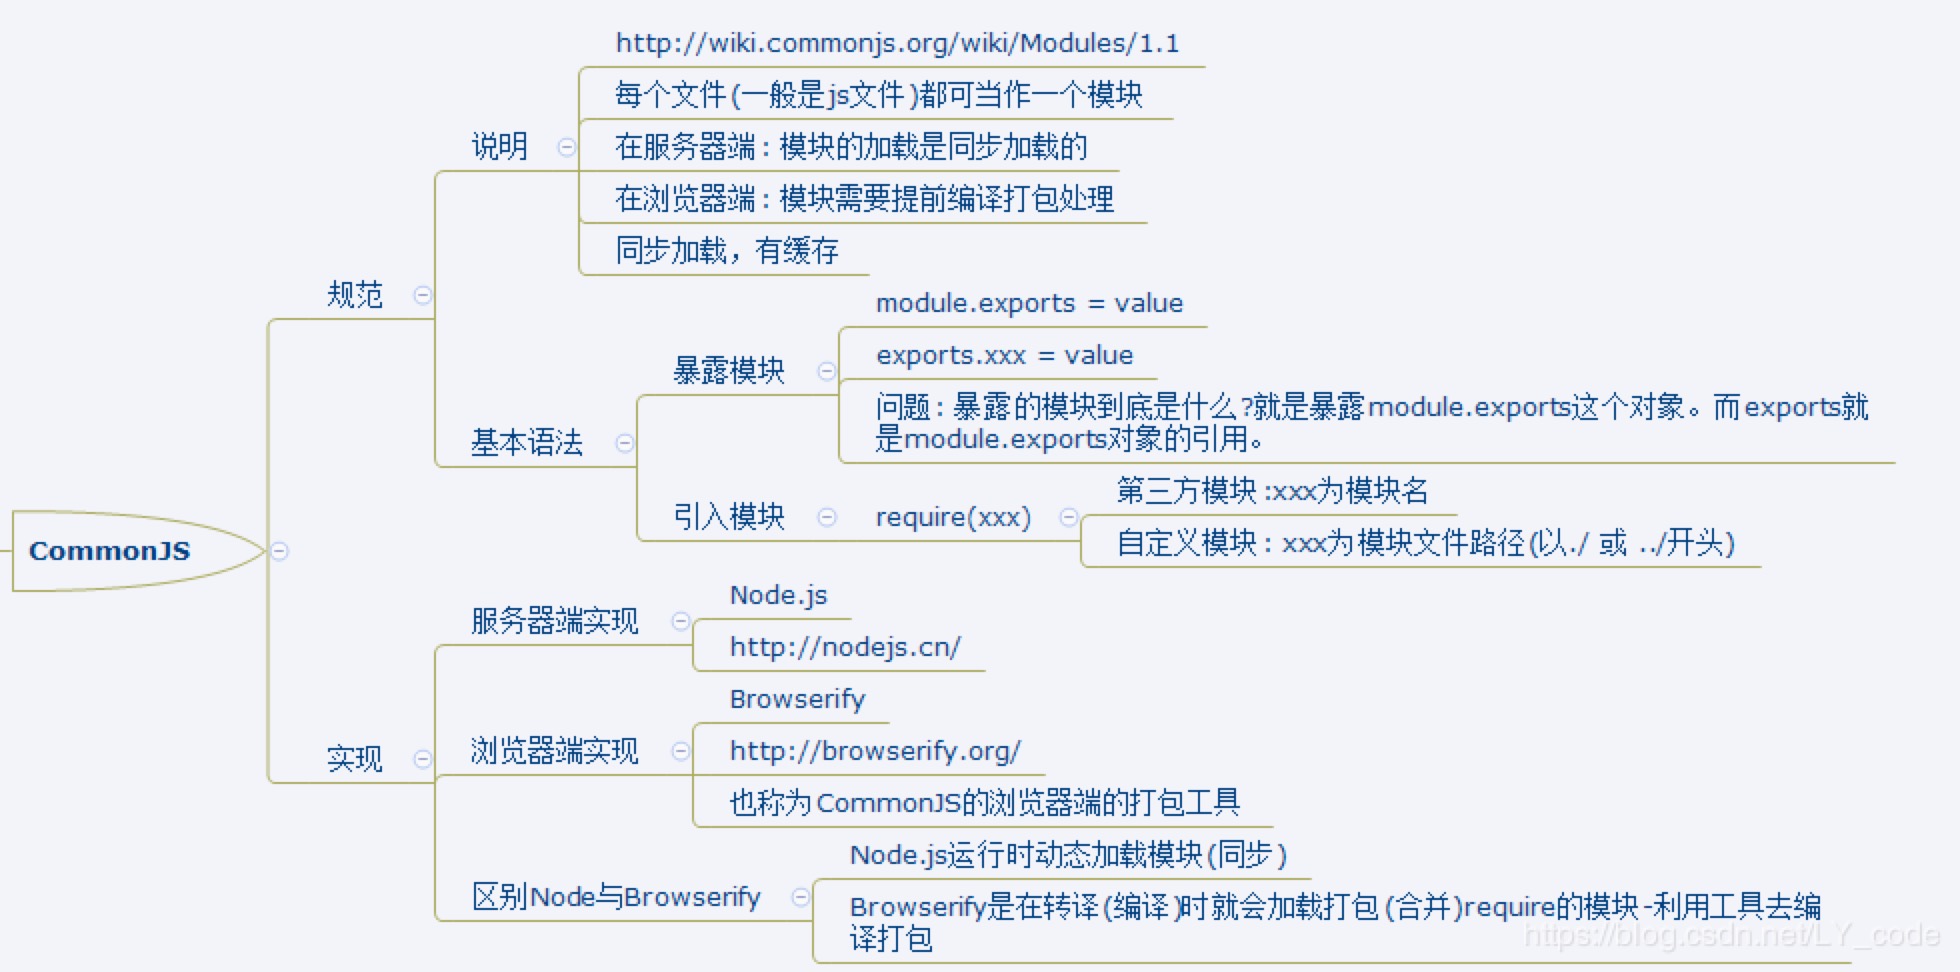 http://wiki.commonjs.org/wiki/Modules/1.1
每个文件(一般是js文件)都可当作一个模块
说明
在服务器端：模块的加载是同步加载的
在浏览器端：模块需要提前编译打包处理
同步加载，有缓存
规范
module.exports = value
exports.xxx = value
暴露模块
问题：暴露的模块到底是什么?就是暴露module.exports这个对象。而exports就
是module.exports对象的引用。
基本语法
引入模块
require(xxx)
第三方模块:xxx为模块名
自定义模块：xxx为模块文件路径(以./ 或 ../开头)
CommonJS
服务器端实现
Node.js
http://nodejs.cn/
Browserify
浏览器端实现
http://browserify.org/
实现
也称为CommonJS的浏览器端的打包工具
Node.js运行时动态加载模块(同步)
区别Node与Browserify
Browserify是在转译(编译)时就会加载打包(合并)require的模块-利用工具去编
译打包
https://blog.csdn.net/LY_code